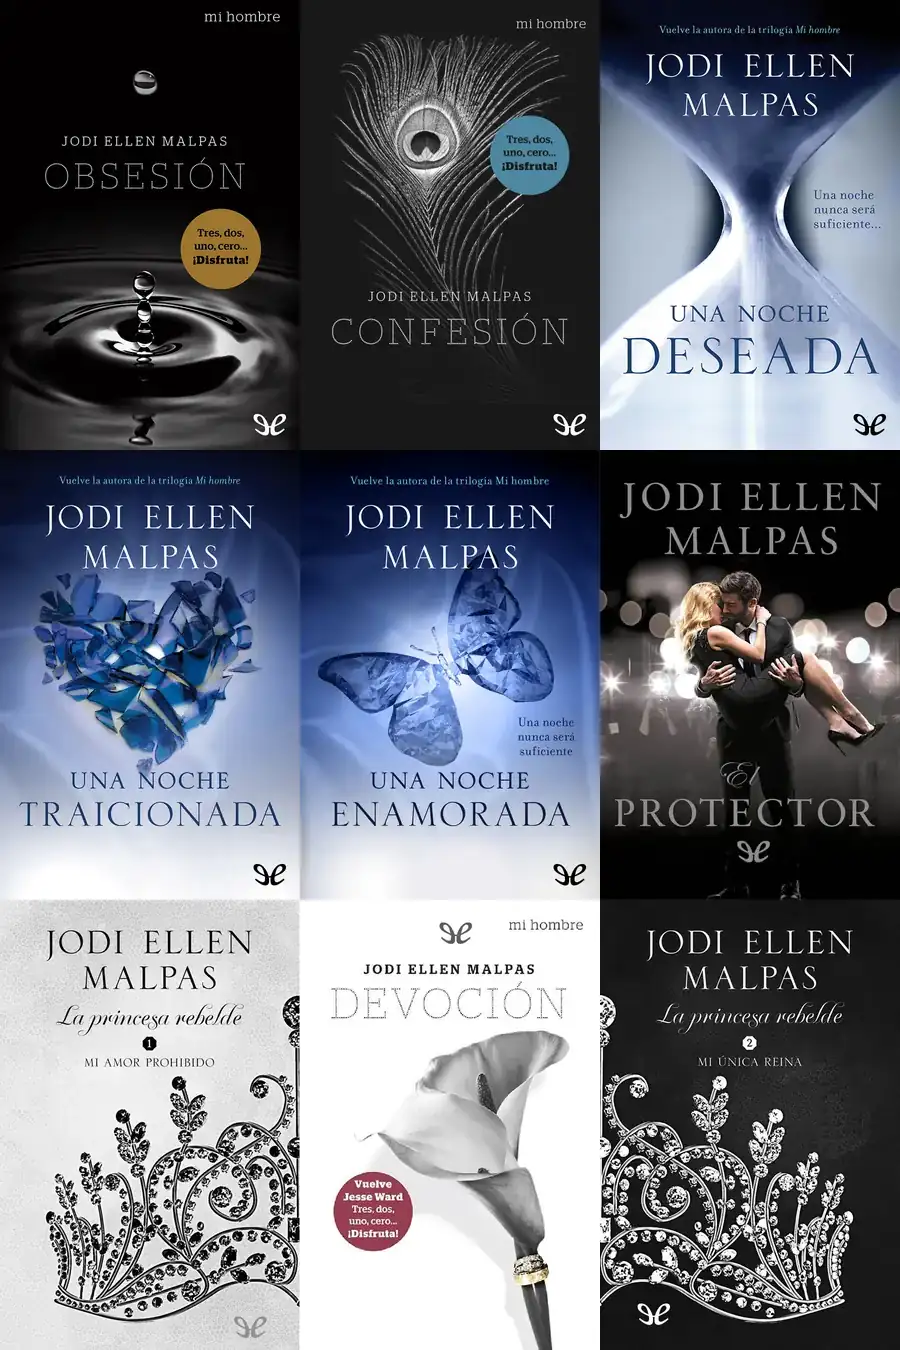 mi hombre
JODI ELLEN MALPAS
OBSESIÓN
Tres, dos,
uno, cero...
¡Disfruta!
mi hombre
Tres, dos,
uno, cero...
¡Disfruta!
JODI ELLEN MALPAS
CONFESIÓN
Vuelve la autora de la trilogía Mi hombre
JODI ELLEN
MALPAS
Una noche
nunca será
suficiente...
UNA NOCHE
DESEADA
Vuelve la autora de la trilogía Mi hombre
JODI ELLEN
MALPAS
UNA NOCHE
TRAICIONADA
Vuelve la autora de la trilogía Mi hombre
JODI ELLEN
MALPAS
Una noche
nunca será
suficiente
UNA NOCHE
ENAMORADA
JODI ELLEN
MALPAS
El
PROTECTOR
JODI ELLEN
MALPAS
La princesa rebelde
1
MI AMOR PROHIBIDO
mi hombre
JODI ELLEN MALPAS
DEVOCIÓN
Vuelve
Jesse Ward
Tres, dos,
uno, cero...
¡Disfruta!
JODI ELLEN
MALPAS
La princesa rebelde
2
MI ÚNICA REINA